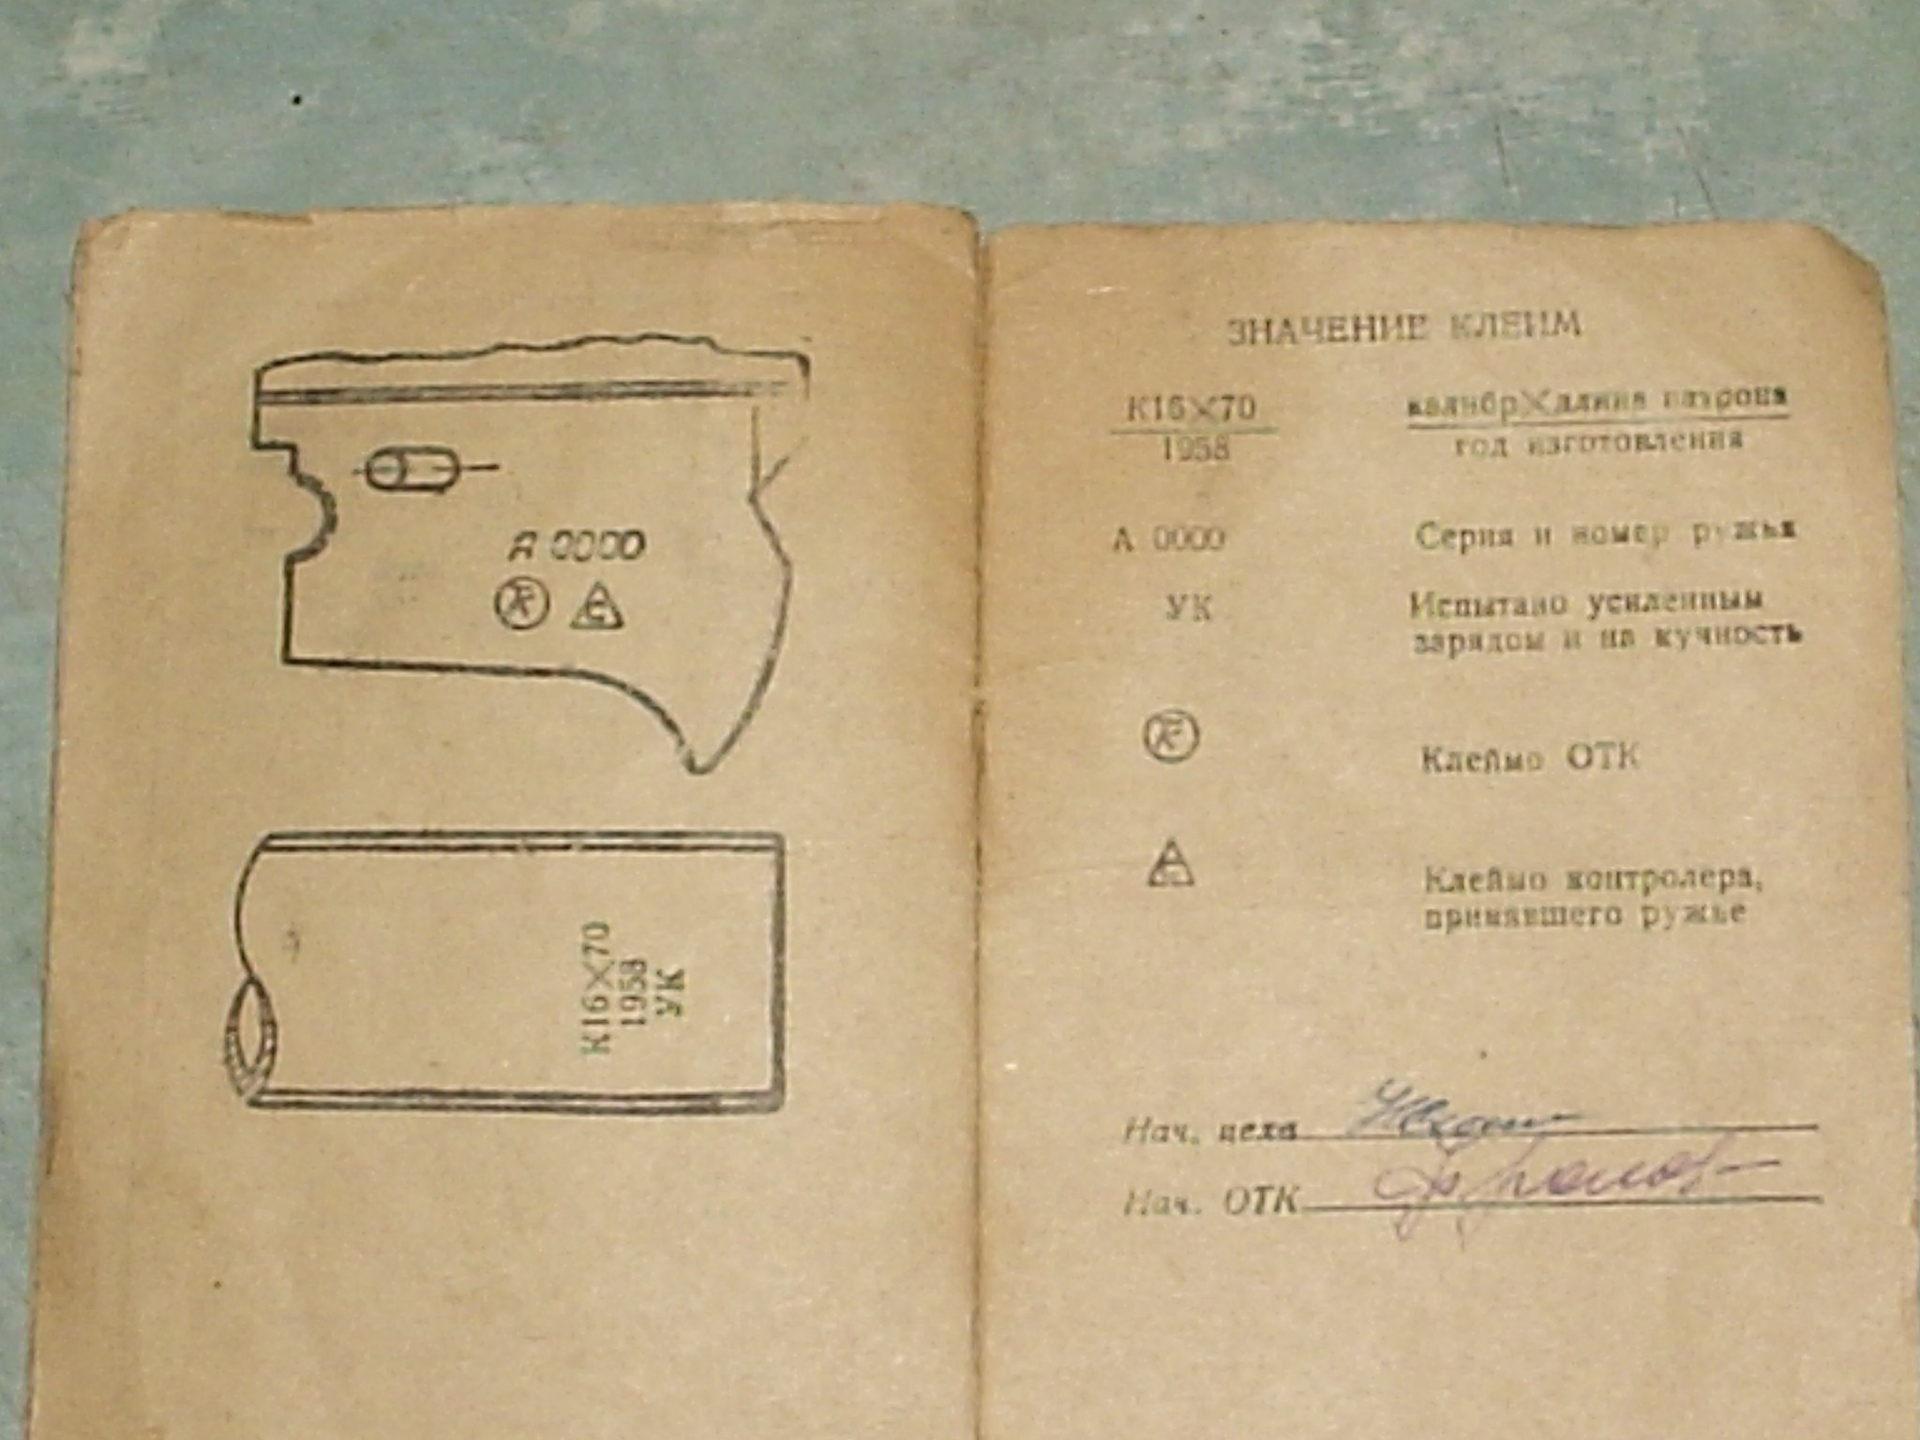 А 0000
К16×70
1958
УК
ЗНАЧЕНИЕ КЛЕЙМ
К16×70 калибр×длина патрона
1958 год изготовления
А 0000 Серия и номер ружья
УК Испытано усиленным
зарядом и на кучность
К Клеймо ОТК
Клеймо контролера,
принявшего ружье
Нач. цеха
Нач. ОТК